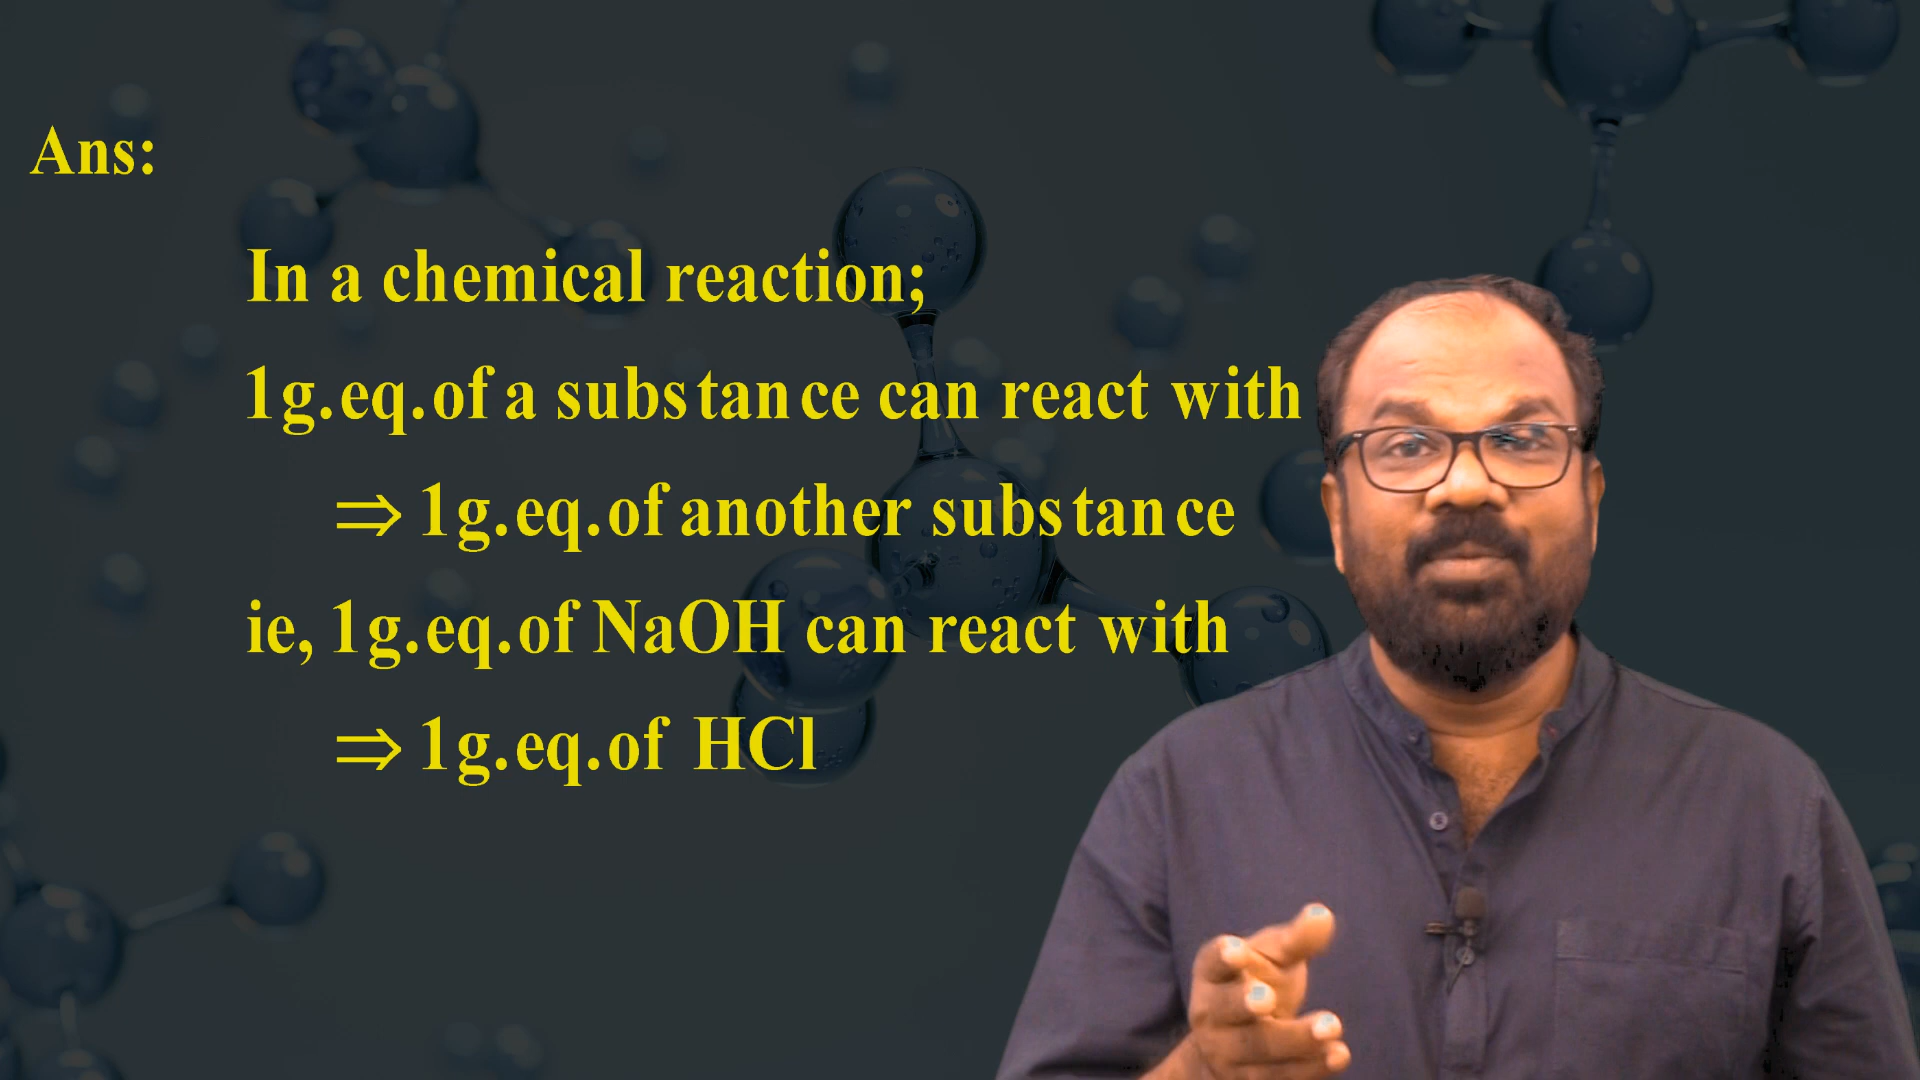 Ans:
In a chemical reaction;
1g.eq.of a substance can react with
⇒ 1g.eq.of another substance
ie, 1g.eq.of NaOH can react with
⇒ 1g.eq.of HCl